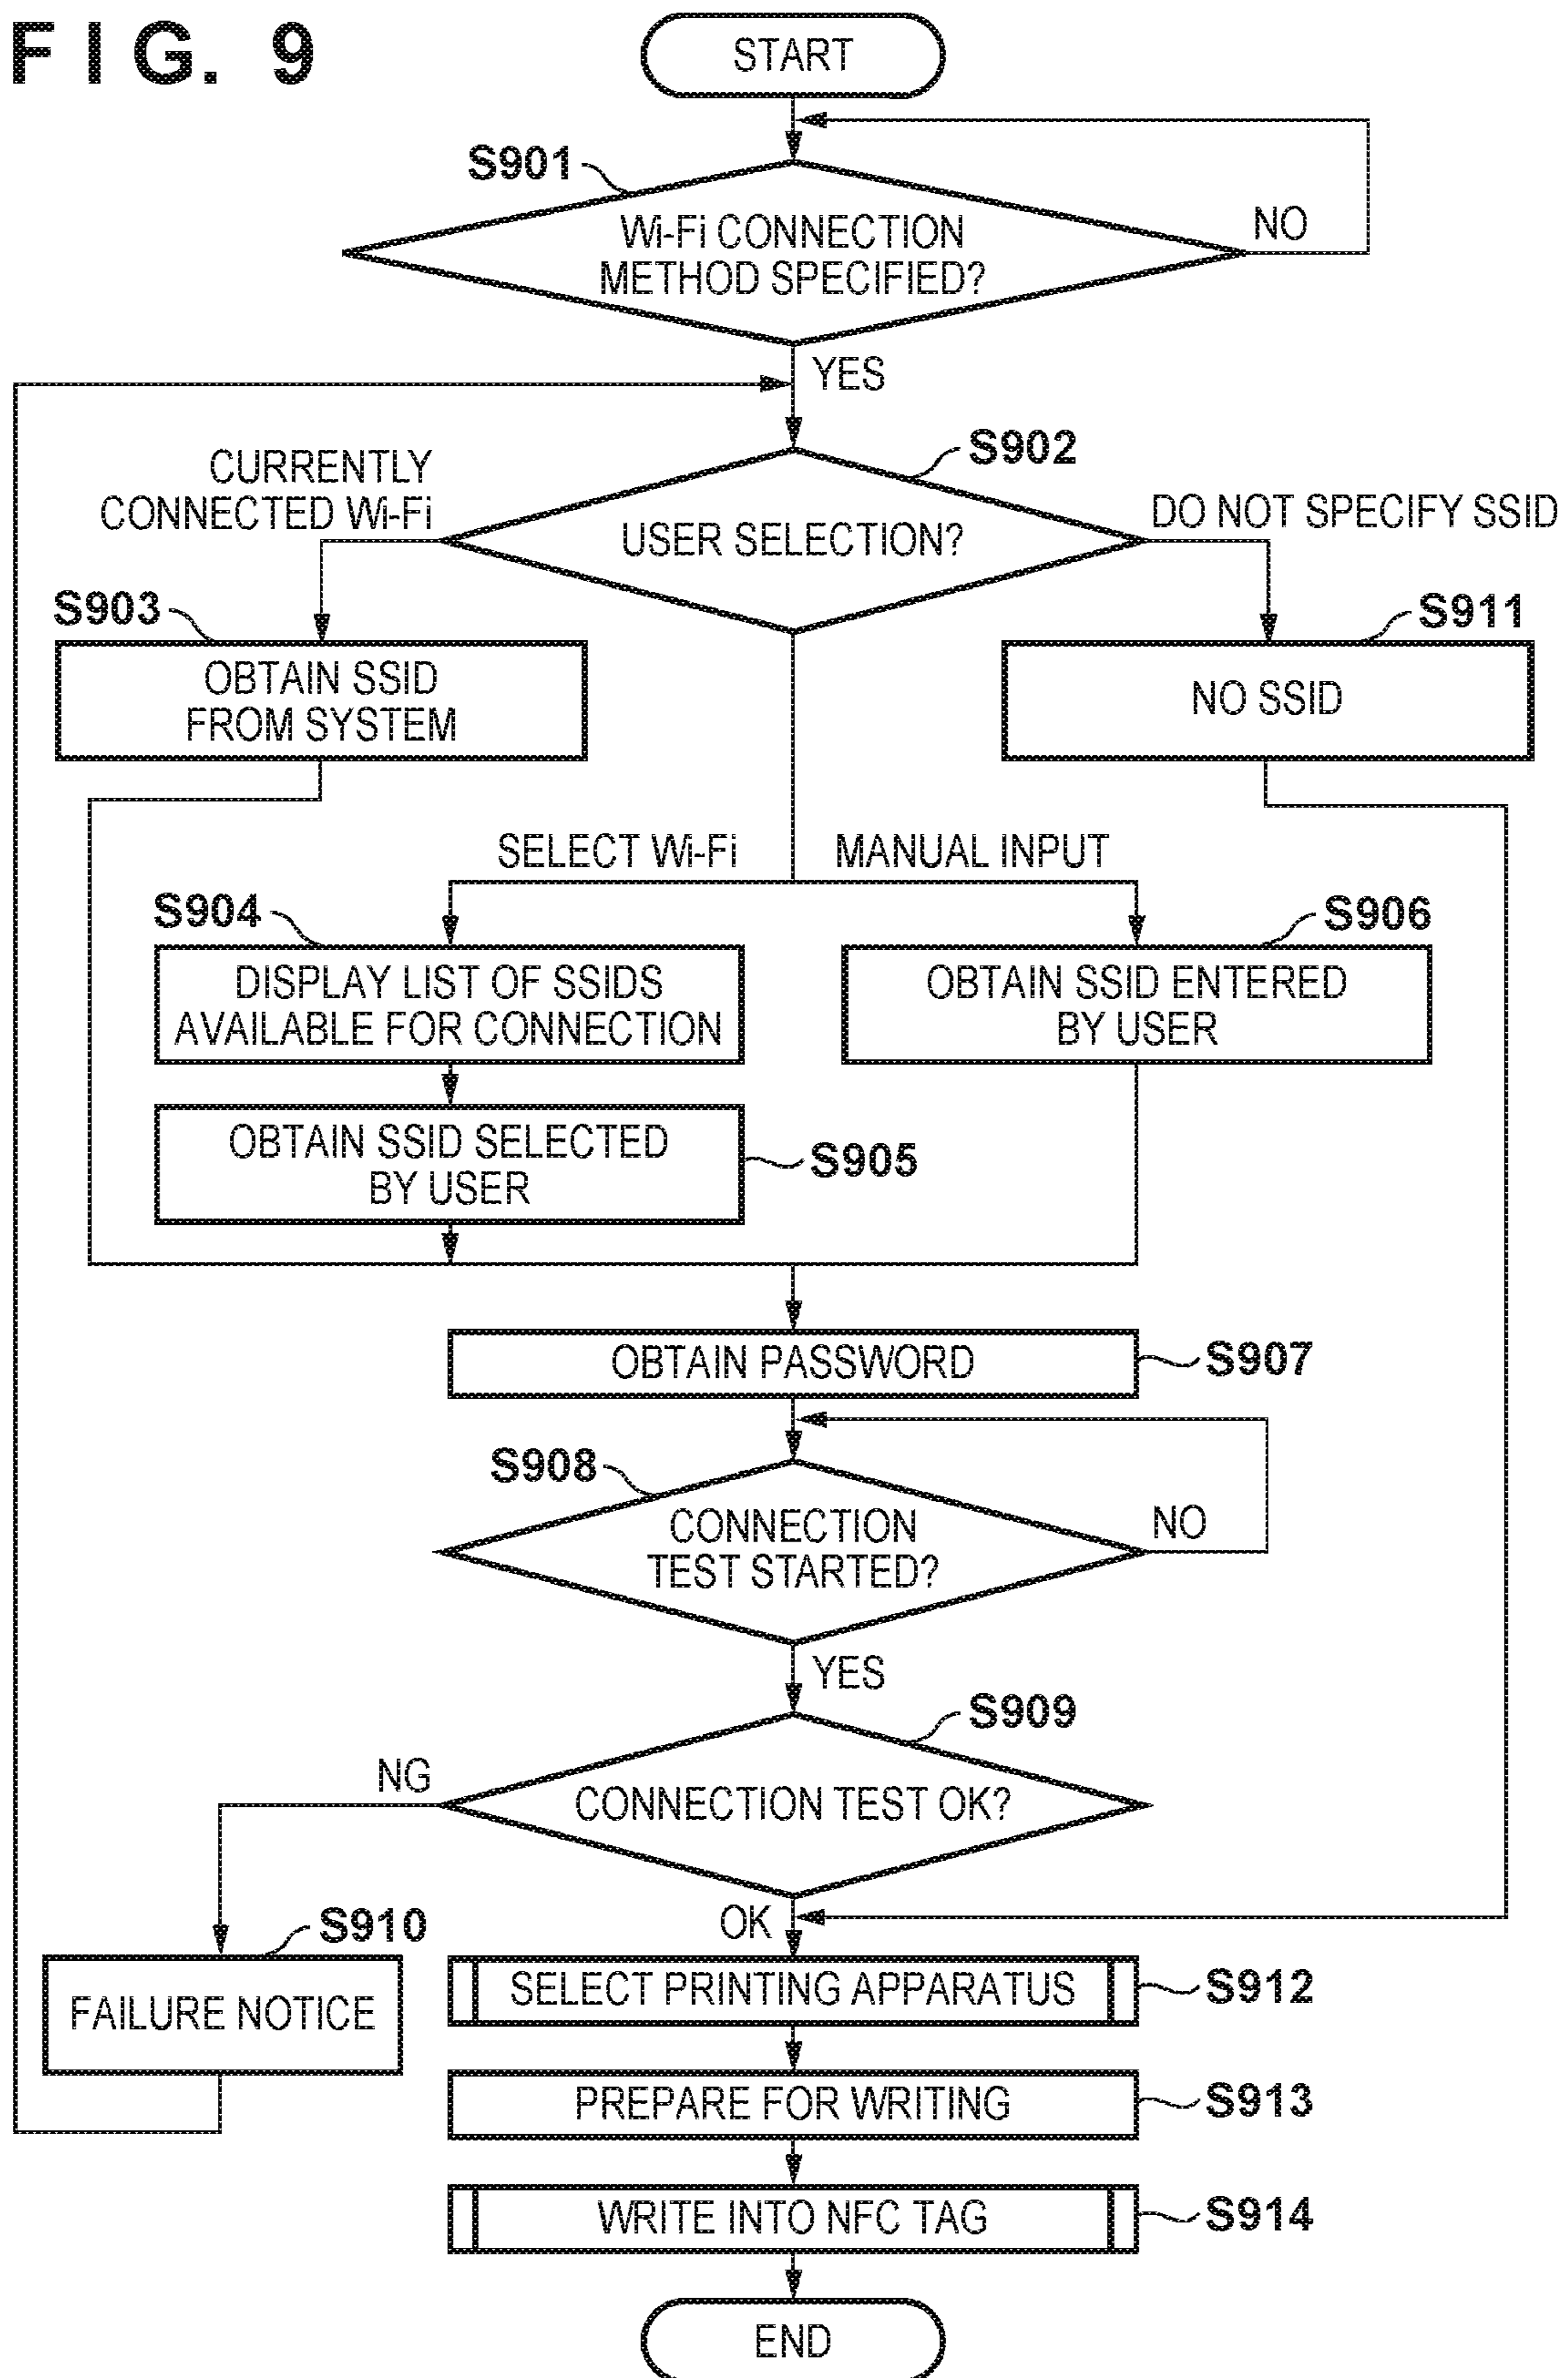 FIG. 9
START
S901
Wi-Fi CONNECTION
METHOD SPECIFIED?
NO
YES
S902
CURRENTLY
CONNECTED Wi-Fi
USER SELECTION?
DO NOT SPECIFY SSID
S903
OBTAIN SSID
FROM SYSTEM
S911
NO SSID
SELECT Wi-Fi
MANUAL INPUT
S904
DISPLAY LIST OF SSIDS
AVAILABLE FOR CONNECTION
S906
OBTAIN SSID ENTERED
BY USER
OBTAIN SSID SELECTED
BY USER
S905
OBTAIN PASSWORD
S907
S908
CONNECTION
TEST STARTED?
NO
YES
S909
NG
CONNECTION TEST OK?
OK
S910
FAILURE NOTICE
SELECT PRINTING APPARATUS
S912
PREPARE FOR WRITING
S913
WRITE INTO NFC TAG
S914
END